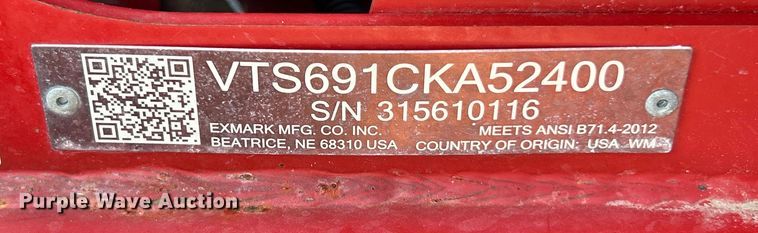 VTS691CKA52400
S/N 315610116
EXMARK MFG. CO. INC. MEETS ANSI B71.4-2012
BEATRICE, NE 68310 USA COUNTRY OF ORIGIN: USA WM
Purple Wave Auction